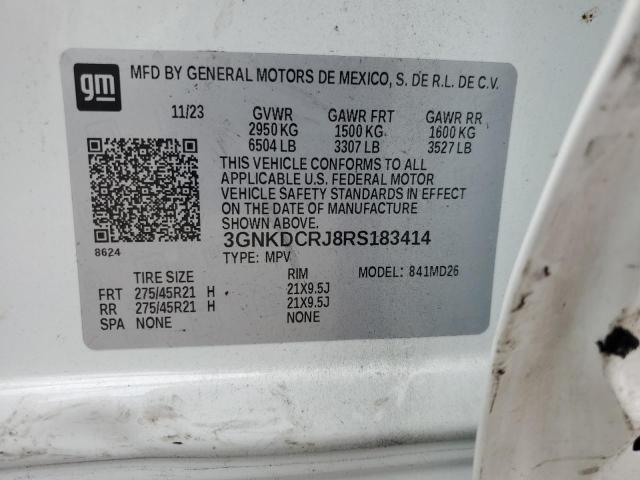 gm
MFD BY GENERAL MOTORS DE MEXICO, S. DE R.L. DE C.V.
11/23 GVWR GAWR FRT GAWR RR
2950 KG 1500 KG 1600 KG
6504 LB 3307 LB 3527 LB
THIS VEHICLE CONFORMS TO ALL
APPLICABLE U.S. FEDERAL MOTOR
VEHICLE SAFETY STANDARDS IN EFFECT
ON THE DATE OF MANUFACTURE
SHOWN ABOVE.
8624
3GNKDCRJ8RS183414
TYPE: MPV
TIRE SIZE RIM MODEL: 841MD26
FRT 275/45R21 H 21X9.5J
RR 275/45R21 H 21X9.5J
SPA NONE NONE